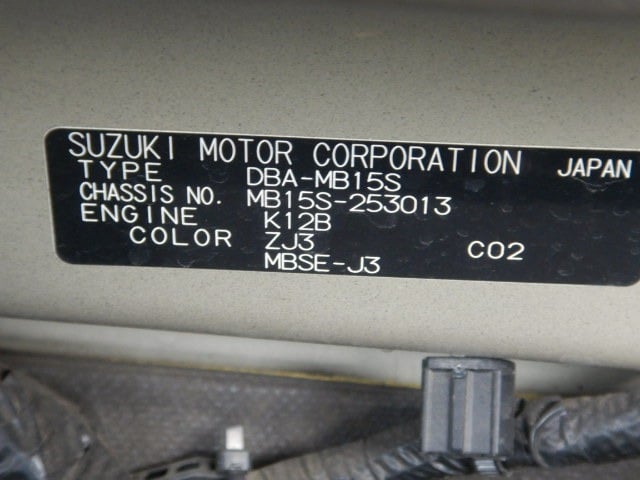 SUZUKI MOTOR CORPORATION JAPAN
TYPE DBA-MB15S
CHASSIS NO. MB15S-253013
ENGINE K12B
COLOR ZJ3 C02
MBSE-J3